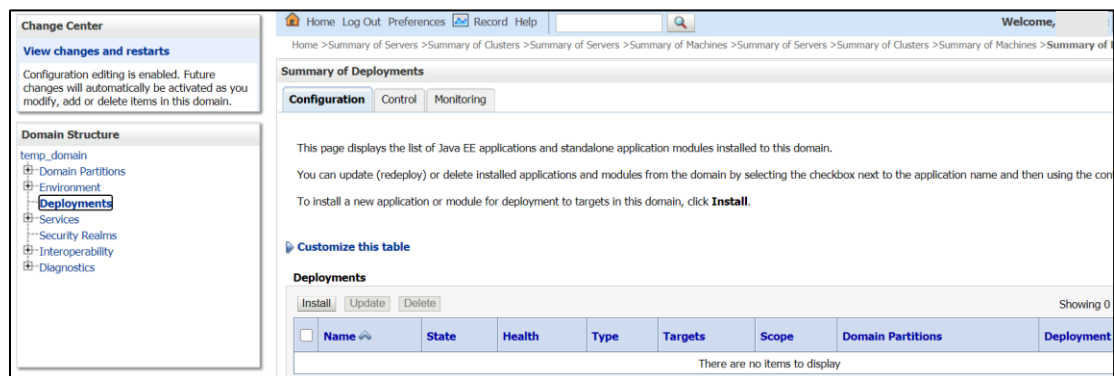 Change Center
View changes and restarts
Configuration editing is enabled. Future
changes will automatically be activated as you
modify, add or delete items in this domain.
Domain Structure
temp_domain
Domain Partitions
Environment
Deployments
Services
Security Realms
Interoperability
Diagnostics
Home Log Out Preferences Record Help
Welcome,
Home >Summary of Servers >Summary of Clusters >Summary of Servers >Summary of Machines >Summary of Servers >Summary of Clusters >Summary of Machines >Summary of
Summary of Deployments
Configuration Control Monitoring
This page displays the list of Java EE applications and standalone application modules installed to this domain.
You can update (redeploy) or delete installed applications and modules from the domain by selecting the checkbox next to the application name and then using the
To install a new application or module for deployment to targets in this domain, click Install.
Customize this table
Deployments
Install Update Delete
Showing 0
Name State Health Type Targets Scope Domain Partitions Deployment
There are no items to display